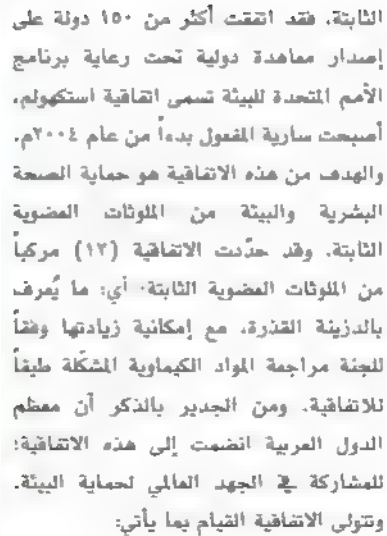 الثابتة، فقد اتفقت أكثر من ١٥٠ دولة على
إصدار معاهدة دولية تحت رعاية برنامج
الأمم المتحدة للبيئة تسمى اتفاقية استكهولم،
أصبحت سارية المفعول بدءاً من عام ٢٠٠٤م،
والهدف من هذه الاتفاقية هو حماية الصحة
البشرية والبيئة من الملوثات العضوية
الثابتة. وقد حدّدت الاتفاقية (١٢) مركباً
من الملوثات العضوية الثابتة، أي: ما يُعرف
بالدزينة القذرة، مع إمكانية زيادتها وفقاً
للجنة مراجعة المواد الكيماوية المشكّلة طبقاً
للاتفاقية. ومن الجدير بالذكر أن معظم
الدول العربية انضمت إلى هذه الاتفاقية؛
للمشاركة في الجهد العالمي لحماية البيئة.
وتتولى الاتفاقية القيام بما يأتي: